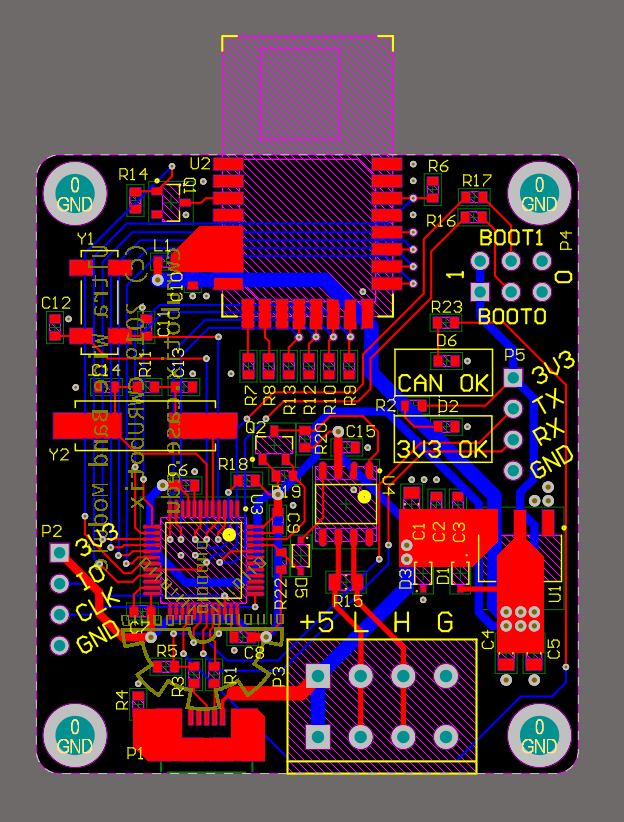 R14
U2
Q1
R6
R17
0
GND
0
GND
R16
BOOT1
P4
Y1
L1
1
0
C12
C11
BOOT0
R23
D6
P5
3V3
CAN OK
R11
C13
C14
R7
R8
R13
R12
R10
R9
TX
R2
D2
RX
3V3 OK
GND
Y2
Q2
R20
C15
C6
R18
R19
U3
U4
C9
C1
C2
C3
P2
3V3
IO
CLK
GND
D5
D3
D1
U1
R22
R15
C7
+5 L H G
C4
C5
C8
R5
R3
R1
P3
R4
P1
0
GND
0
GND